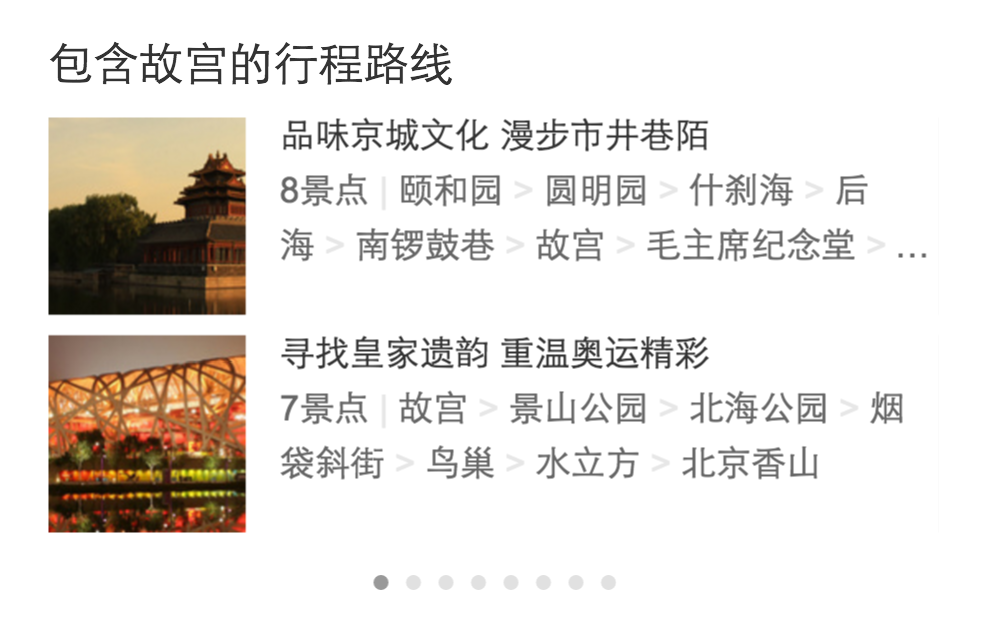 包含故宫的行程路线
品味京城文化 漫步市井巷陌
8景点 | 颐和园 > 圆明园 > 什刹海 > 后
海 > 南锣鼓巷 > 故宫 > 毛主席纪念堂 > ...
寻找皇家遗韵 重温奥运精彩
7景点 | 故宫 > 景山公园 > 北海公园 > 烟
袋斜街 > 鸟巢 > 水立方 > 北京香山